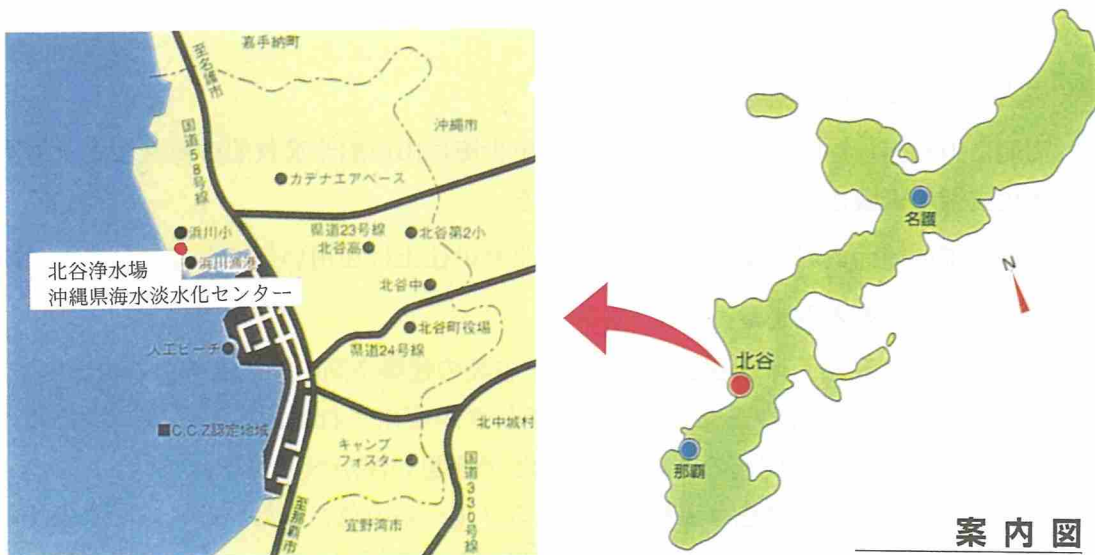 嘉手納町
至名護市
国道58号線
沖縄市
カデナエアベース
浜川小
県道23号線
北谷高
北谷第2小
浜川漁港
北谷浄水場
沖縄県海水淡水化センター
北谷中
北谷町役場
人工ビーチ
県道24号線
■C.C.Z認定地域
キャンプ
フォスター
北中城村
国道330号線
至那覇市
宜野湾市
名護
N
北谷
那覇
案内図